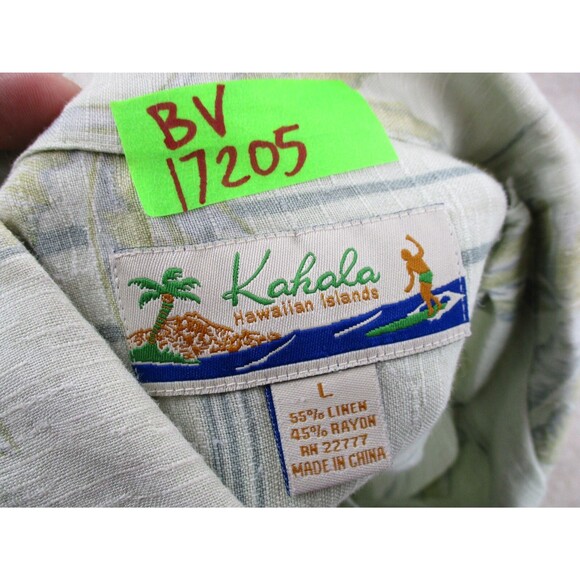 BV
17205
Kahala
Hawaiian Islands
L
55% LINEN
45% RAYON
RN 22777
MADE IN CHINA